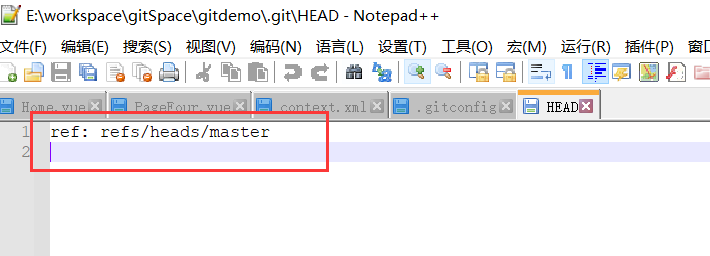 E:\workspace\gitSpace\gitdemo\.git\HEAD - Notepad++
文件(F) 编辑(E) 搜索(S) 视图(V) 编码(N) 语言(L) 设置(T) 工具(O) 宏(M) 运行(R) 插件(P) 窗口
Home.vue PageFour.vue context.xml .gitconfig HEAD
1 ref: refs/heads/master
2